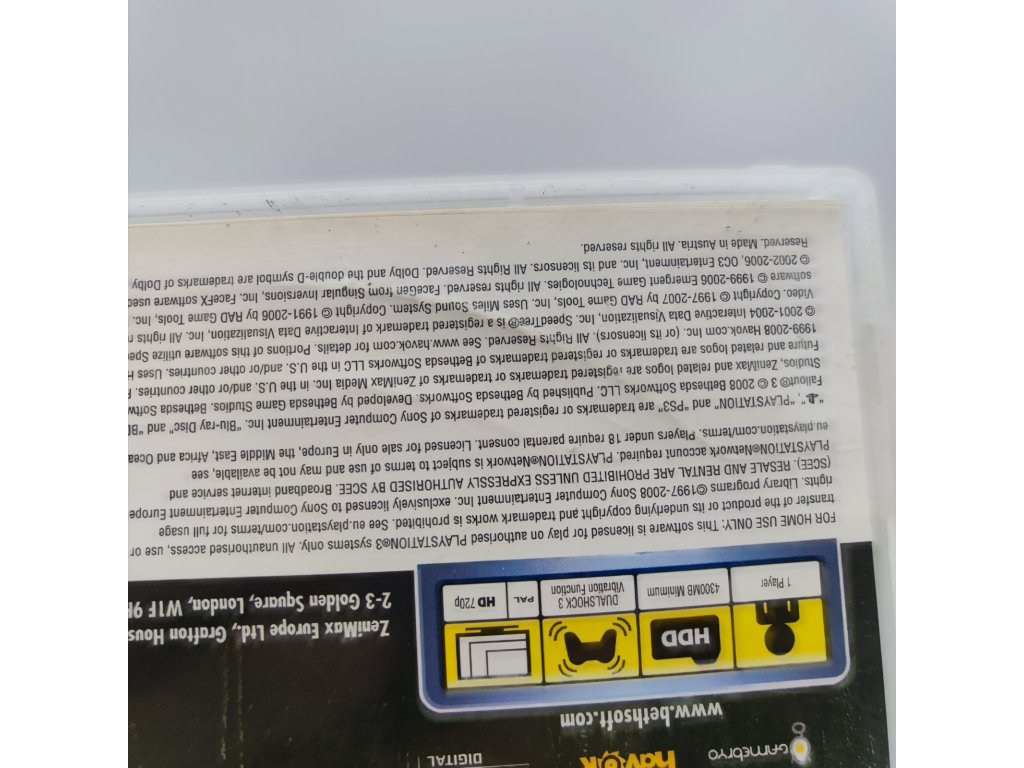 GAMEBRYO havok DIGITAL
www.bethsoft.com
HDD
1 Player 4300MB Minimum DUALSHOCK 3 Vibration Function PAL HD 720p
ZeniMax Europe Ltd., Grafton Hous
2-3 Golden Square, London, W1F 9
FOR HOME USE ONLY: This software is licensed for play on authorised PLAYSTATION®3 systems only. All unauthorised access, use or
transfer of the product or its underlying copyright and trademark works is prohibited. See eu.playstation.com/terms for full usage
rights. Library programs ©1997-2008 Sony Computer Entertainment Inc. exclusively licensed to Sony Computer Entertainment Europe
(SCEE). RESALE AND RENTAL ARE PROHIBITED UNLESS EXPRESSLY AUTHORISED BY SCEE. Broadband internet service and
PLAYSTATION®Network account required. PLAYSTATION®Network is subject to terms of use and may not be available, see
eu.playstation.com/terms. Players under 18 require parental consent. Licensed for sale only in Europe, the Middle East, Africa and Ocea
"PLAYSTATION" and "PS3" are trademarks or registered trademarks of Sony Computer Entertainment Inc. "Blu-ray Disc" and "BD
Fallout® 3 © 2008 Bethesda Softworks LLC. Published by Bethesda Softworks. Developed by Bethesda Game Studios. Bethesda Softw
Studios, ZeniMax and related logos are registered trademarks or trademarks of ZeniMax Media Inc. in the U.S. and/or other countries. F
Future and related logos are trademarks or registered trademarks of Bethesda Softworks LLC in the U.S. and/or other countries. Uses H
1999-2008 Havok.com Inc. (or its licensors). All Rights Reserved. See www.havok.com for details. Portions of this software utilize Spe
© 2001-2004 Interactive Data Visualization, Inc. SpeedTree® is a registered trademark of Interactive Data Visualization, Inc. All rights r
Video. Copyright © 1997-2007 by RAD Game Tools, Inc. Uses Miles Sound System. Copyright © 1991-2006 by RAD Game Tools, Inc.
software © 1999-2006 Emergent Game Technologies. All rights reserved. FaceGen from Singular Inversions, Inc. FaceFX software used
© 2002-2006, OC3 Entertainment, Inc. and its licensors. All Rights Reserved. Dolby and the double-D symbol are trademarks of Dolby
Reserved. Made in Austria. All rights reserved.